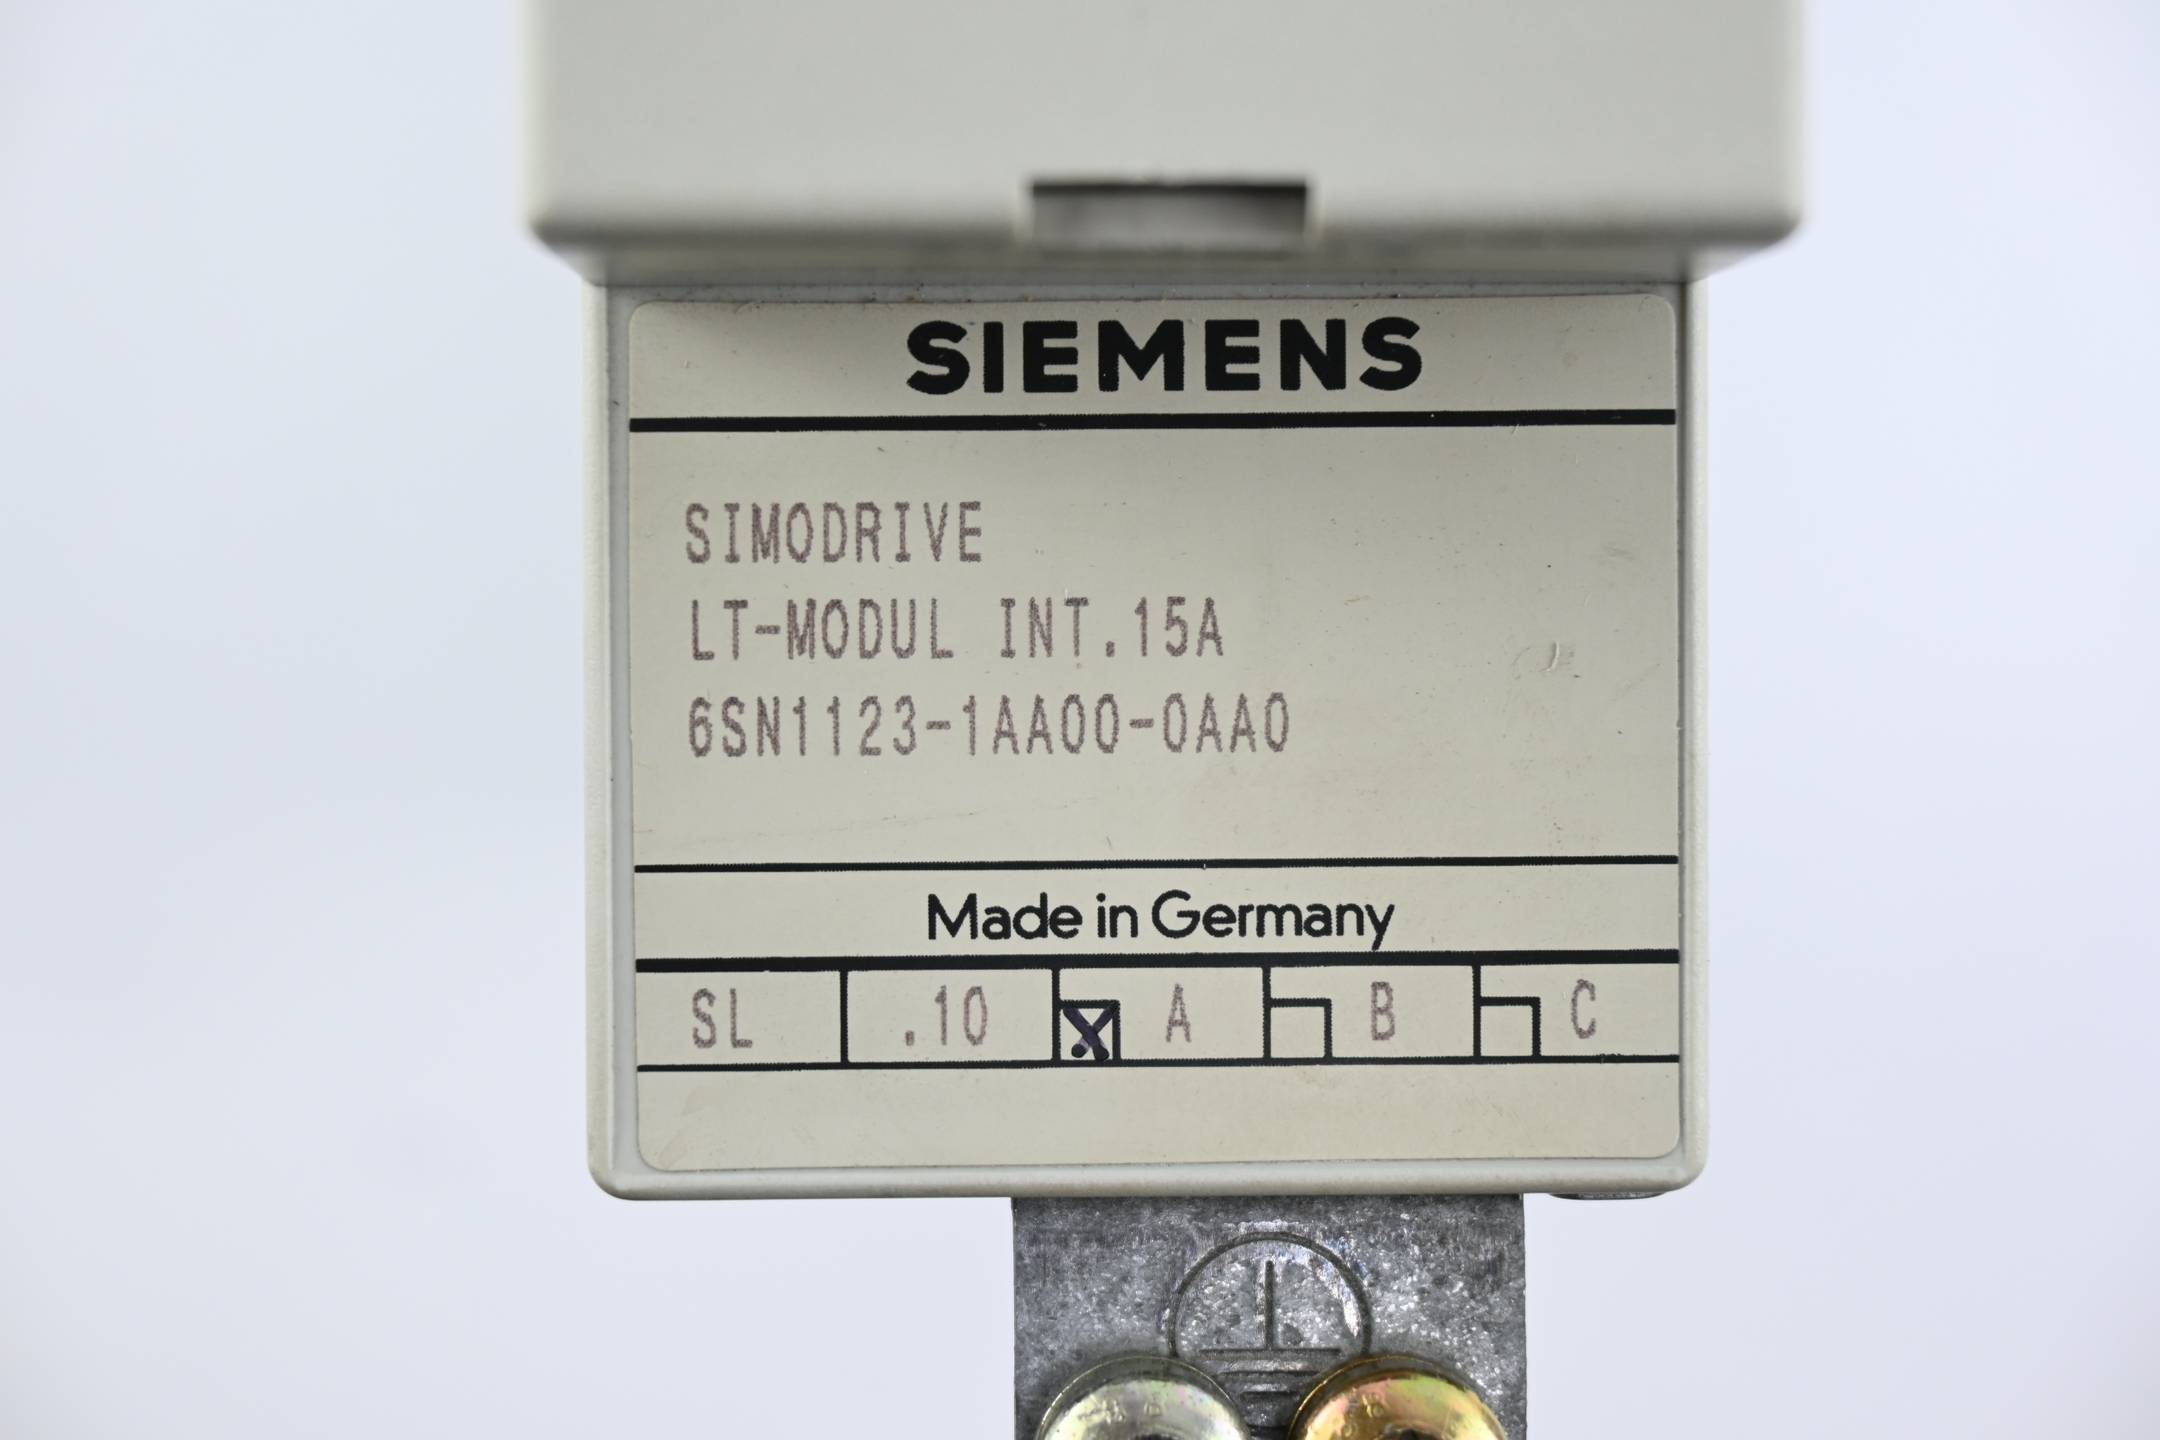 SIEMENS
SIMODRIVE
LT-MODUL INT.15A
6SN1123-1AA00-0AA0
Made in Germany
SL .10 A B C